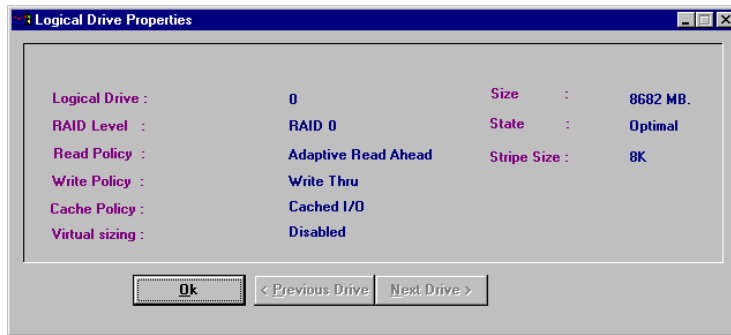 Logical Drive Properties
Logical Drive : 0 Size : 8682 MB.
RAID Level : RAID 0 State : Optimal
Read Policy : Adaptive Read Ahead Stripe Size : 8K
Write Policy : Write Thru
Cache Policy : Cached I/O
Virtual sizing : Disabled
Ok < Previous Drive Next Drive >